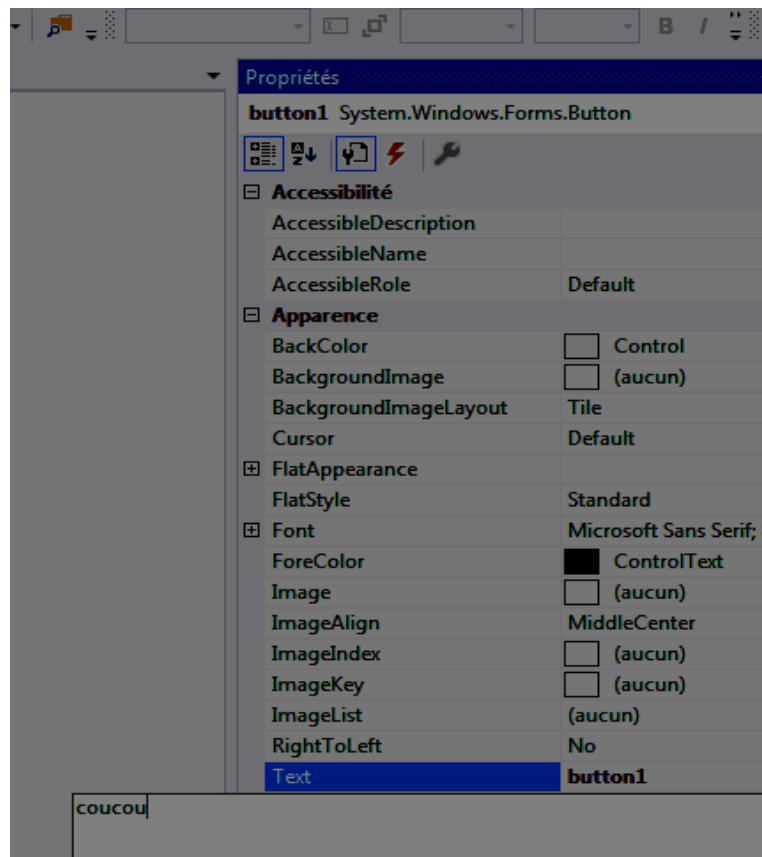 B I
Propriétés
button1 System.Windows.Forms.Button
Accessibilité
AccessibleDescription
AccessibleName
AccessibleRole Default
Apparence
BackColor Control
BackgroundImage (aucun)
BackgroundImageLayout Tile
Cursor Default
FlatAppearance
FlatStyle Standard
Font Microsoft Sans Serif;
ForeColor ControlText
Image (aucun)
ImageAlign MiddleCenter
ImageIndex (aucun)
ImageKey (aucun)
ImageList (aucun)
RightToLeft No
Text button1
coucou